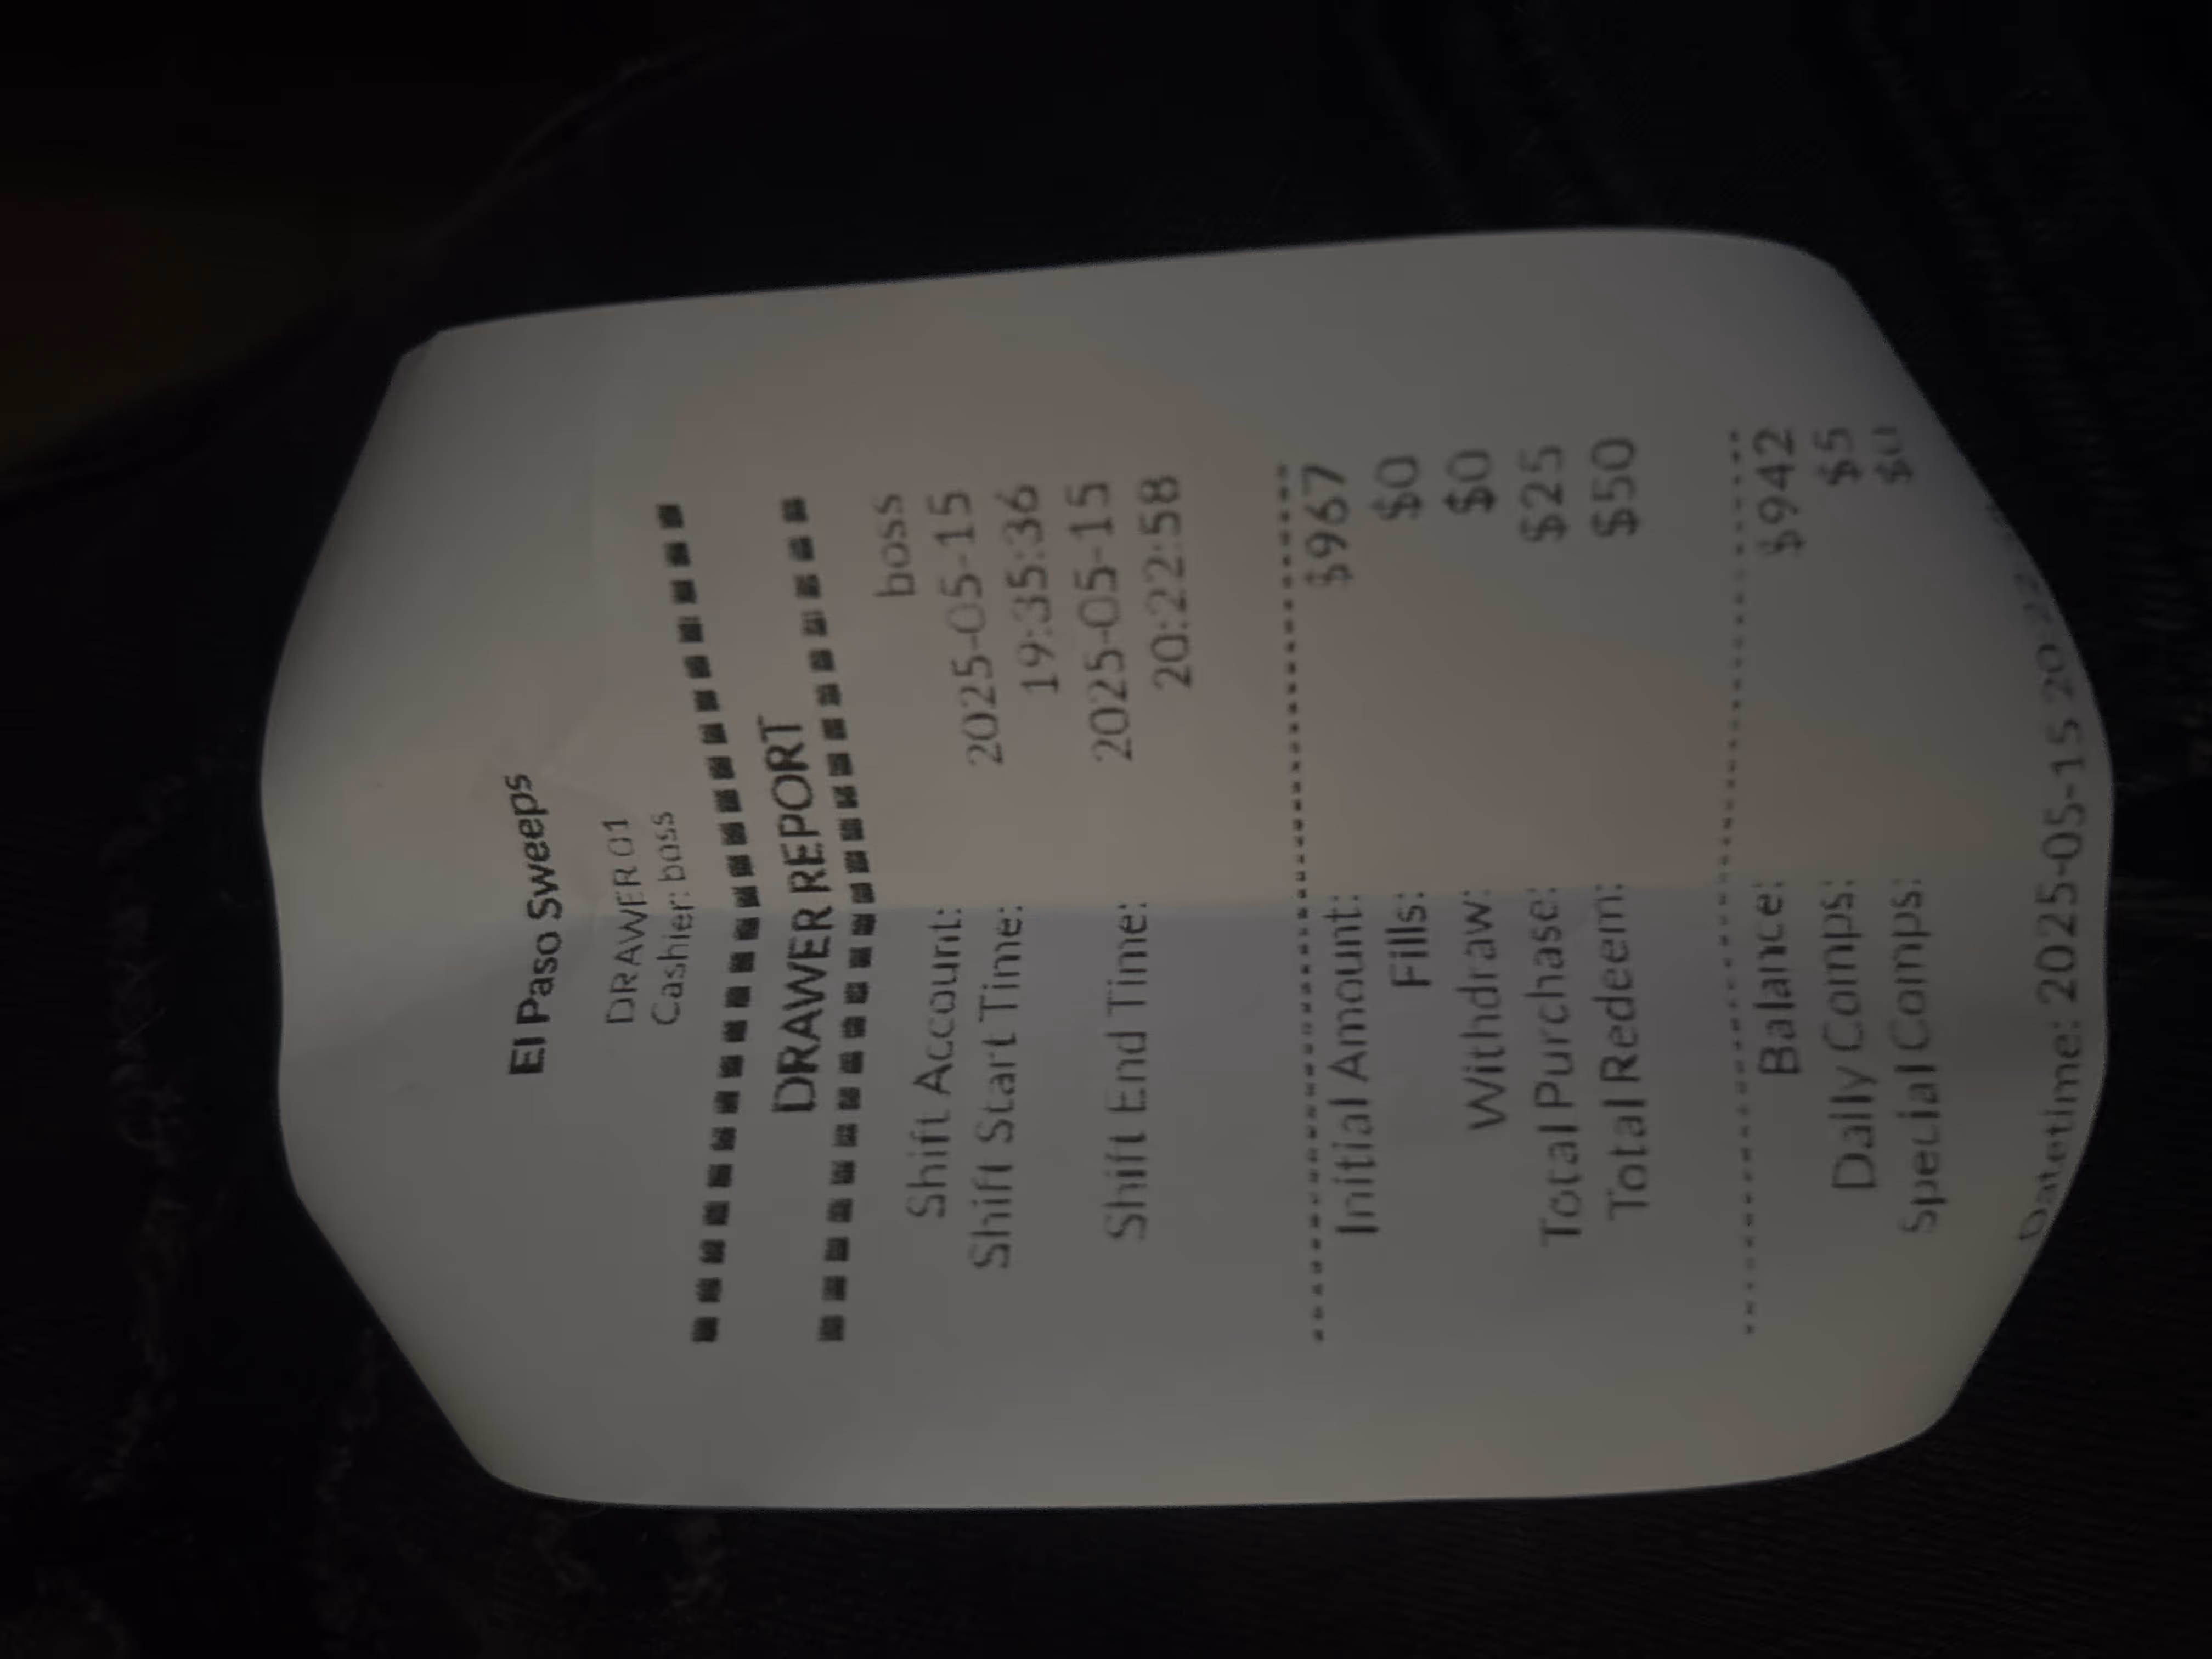 El Paso Sweeps
DRAWER 01
Cashier: boss
DRAWER REPORT
Shift Account: boss
Shift Start Time: 2025-05-15
19:35:36
Shift End Time: 2025-05-15
20:22:58
Initial Amount: $967
Fills: $0
Withdraw: $0
Total Purchase: $25
Total Redeem: $50
Balance: $942
Daily Comps: $5
Special Comps: $0
Datetime: 2025-05-15